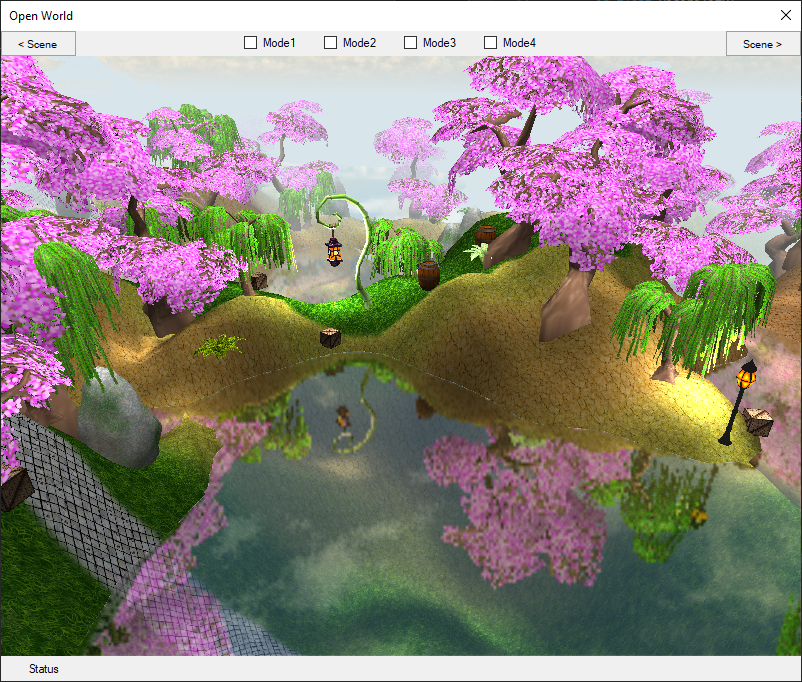 Open World
< Scene
Mode1
Mode2
Mode3
Mode4
Scene >
Status